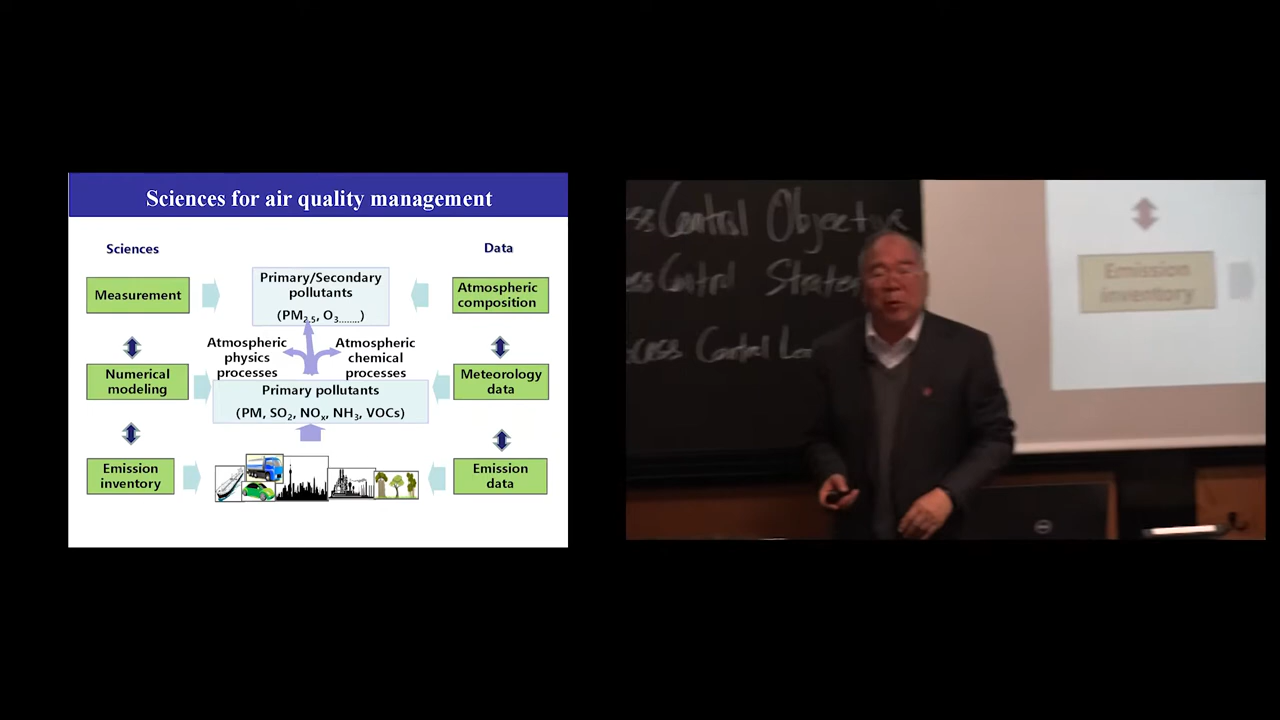 Sciences for air quality management
Sciences
Data
Measurement
Primary/Secondary
pollutants
(PM2.5, O3........)
Atmospheric
composition
Atmospheric
physics
processes
Atmospheric
chemical
processes
Numerical
modeling
Primary pollutants
(PM, SO2, NOx, NH3, VOCs)
Meteorology
data
Emission
inventory
Emission
data
Control Objective
Control
Control
Emission
inventory